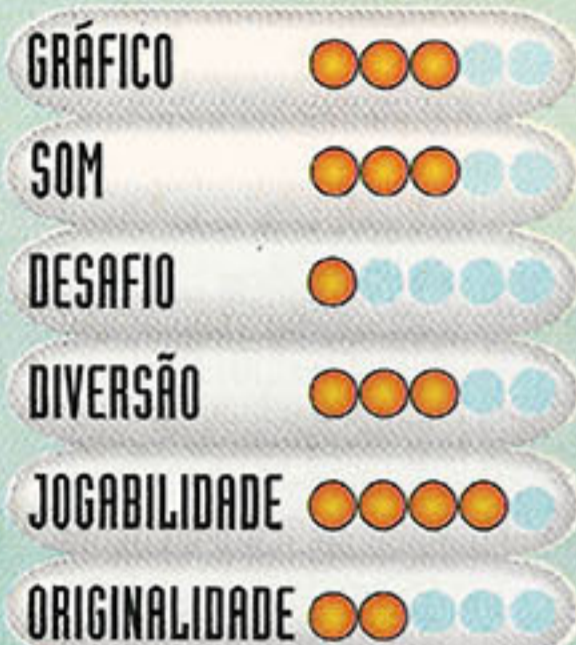 GRÁFICO
SOM
DESAFIO
DIVERSÃO
JOGABILIDADE
ORIGINALIDADE